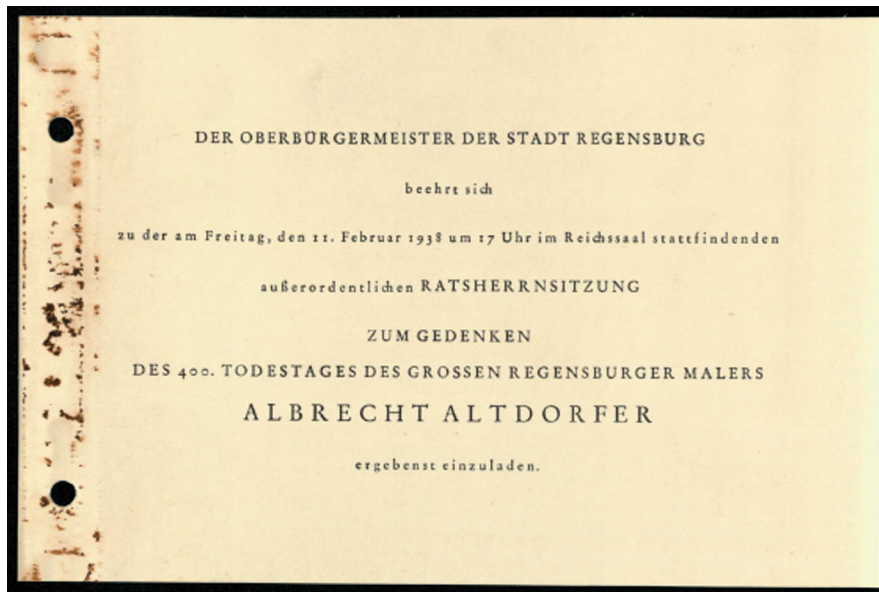 DER OBERBÜRGERMEISTER DER STADT REGENSBURG
beehrt sich
zu der am Freitag, den 11. Februar 1938 um 17 Uhr im Reichssaal stattfindenden
außerordentlichen RATSHERRNSITZUNG
ZUM GEDENKEN
DES 400. TODESTAGES DES GROSSEN REGENSBURGER MALERS
ALBRECHT ALTDORFER
ergebenst einzuladen.